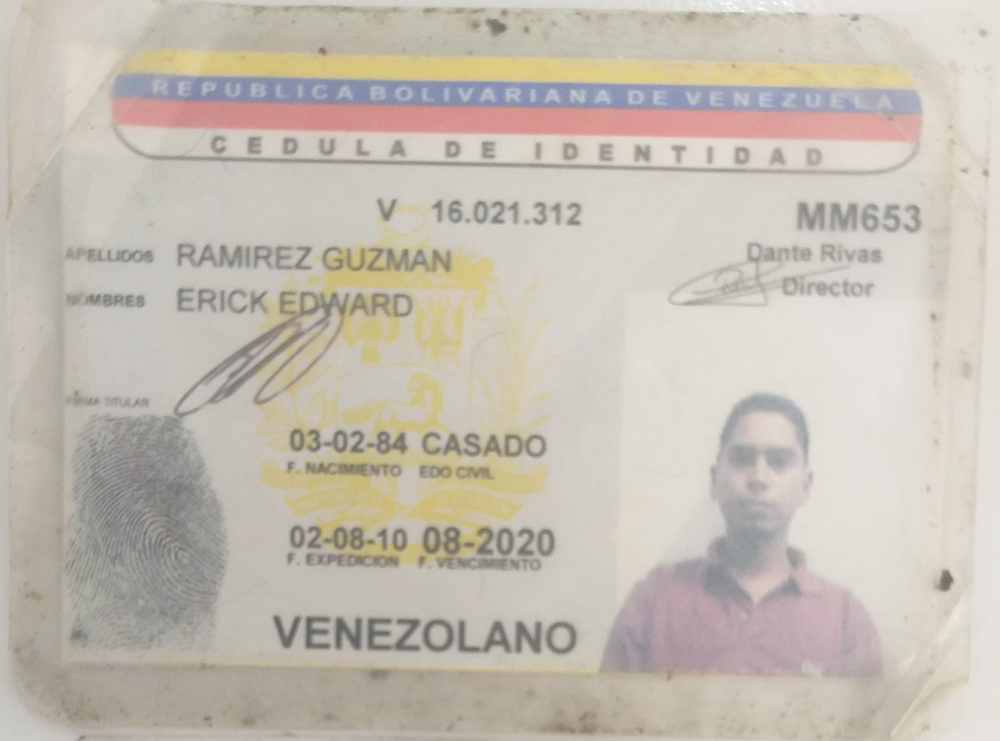 REPUBLICA BOLIVARIANA DE VENEZUELA
CEDULA DE IDENTIDAD
V 16.021.312 MM653
APELLIDOS RAMIREZ GUZMAN Dante Rivas
NOMBRES ERICK EDWARD Director
FIRMA TITULAR
03-02-84 CASADO
F. NACIMIENTO EDO CIVIL
02-08-10 08-2020
F. EXPEDICION F. VENCIMIENTO
VENEZOLANO